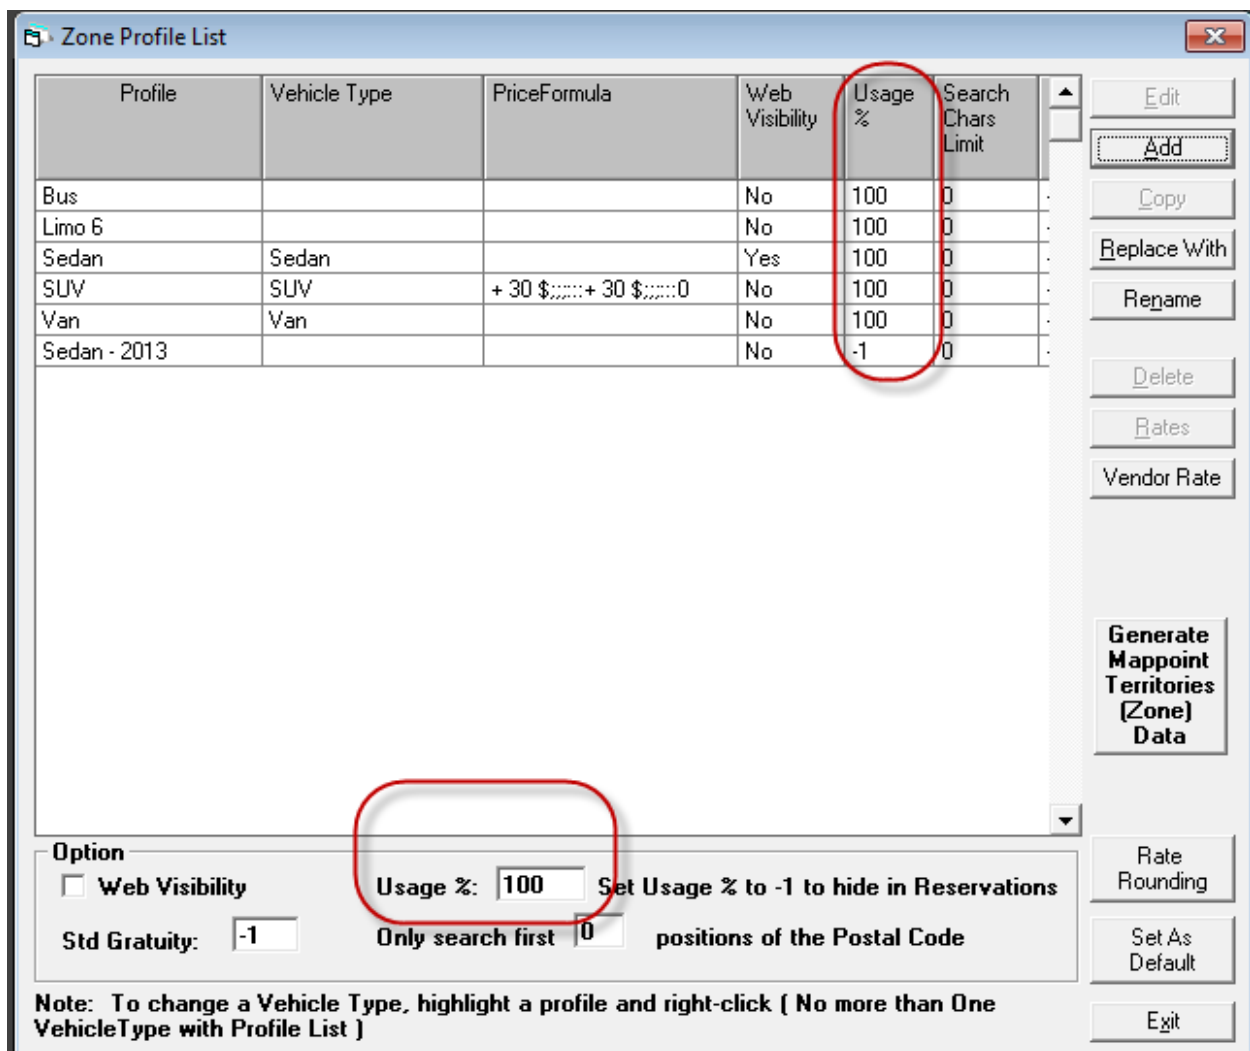 Zone Profile List
Profile Vehicle Type PriceFormula Web Visibility Usage % Search Chars Limit
Bus No 100 0 -
Limo 6 No 100 0 -
Sedan Sedan Yes 100 0 -
SUV SUV + 30 $;;;:::+ 30 $;;;:::0 No 100 0 -
Van Van No 100 0 -
Sedan - 2013 No -1 0 -
Edit
Add
Copy
Replace With
Rename
Delete
Rates
Vendor Rate
Generate
Mappoint
Territories
(Zone)
Data
Rate
Rounding
Set As
Default
Exit
Option
Web Visibility Usage %: 100 Set Usage % to -1 to hide in Reservations
Std Gratuity: -1 Only search first 0 positions of the Postal Code
Note: To change a Vehicle Type, highlight a profile and right-click ( No more than One
VehicleType with Profile List )